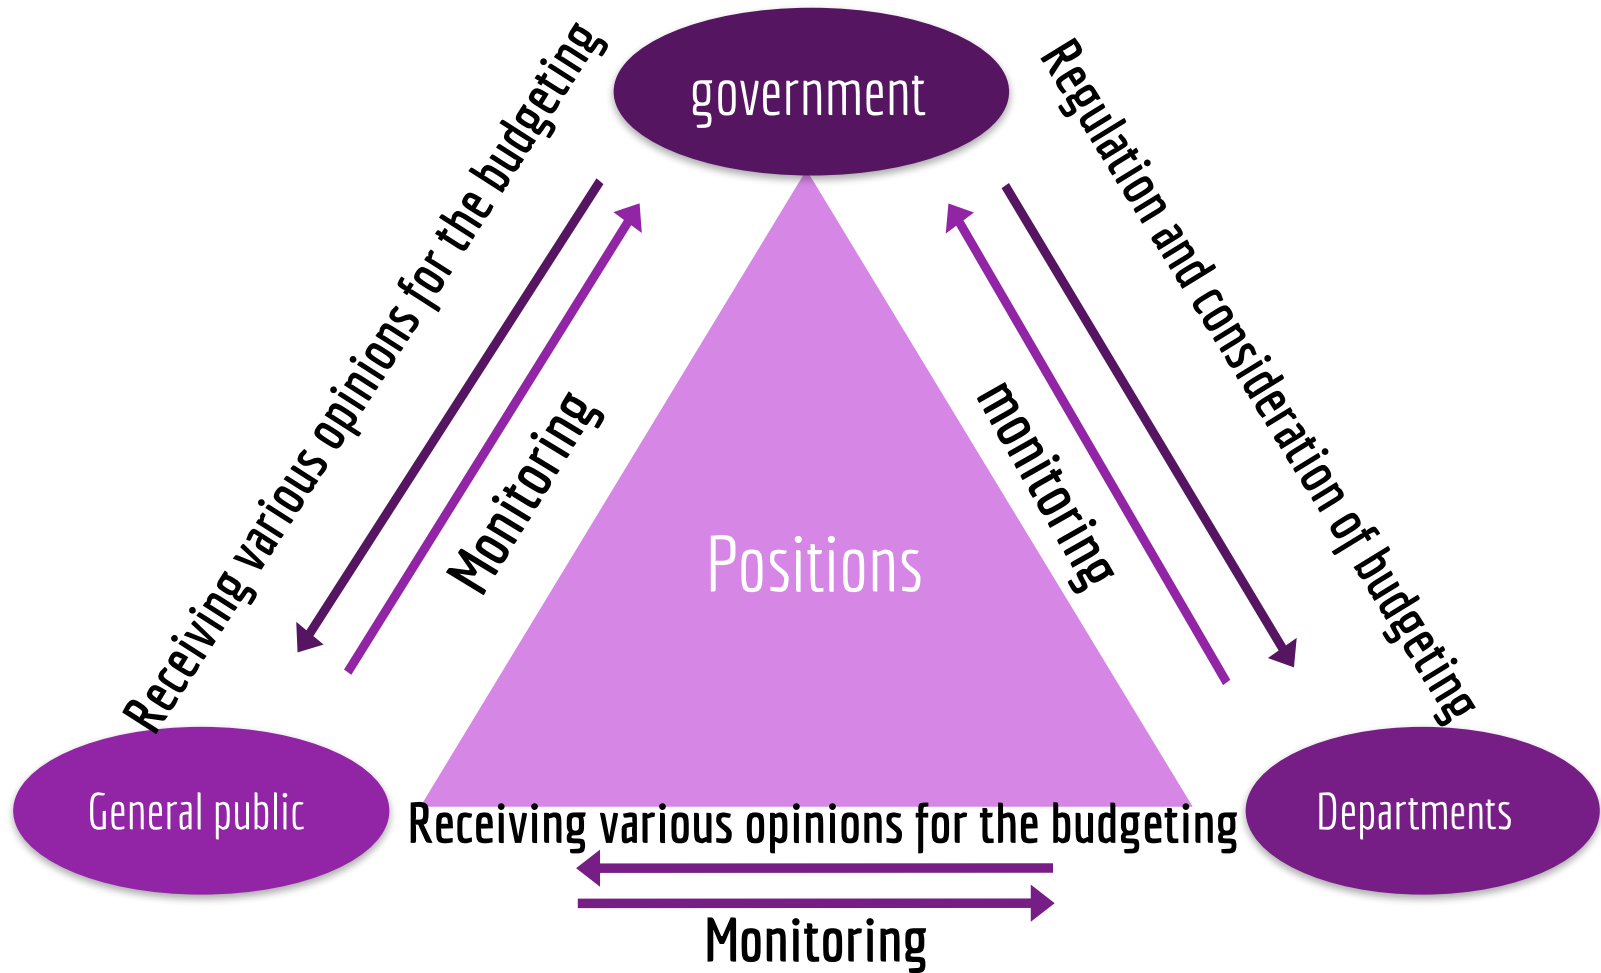 government
Receiving various opinions for the budgeting
Regulation and consideration of budgeting
Monitoring
monitoring
Positions
General public
Departments
Receiving various opinions for the budgeting
Monitoring